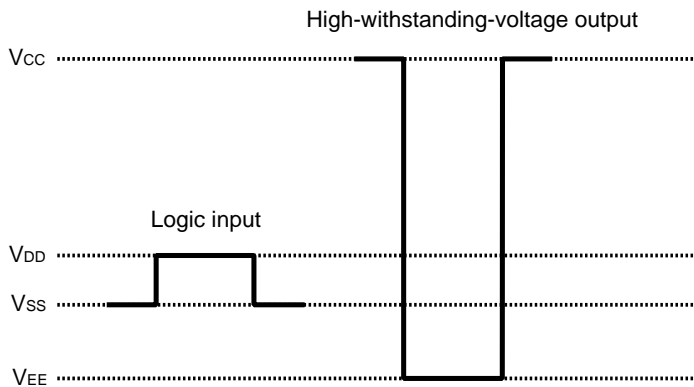 High-withstanding-voltage output
VCC
Logic input
VDD
VSS
VEE